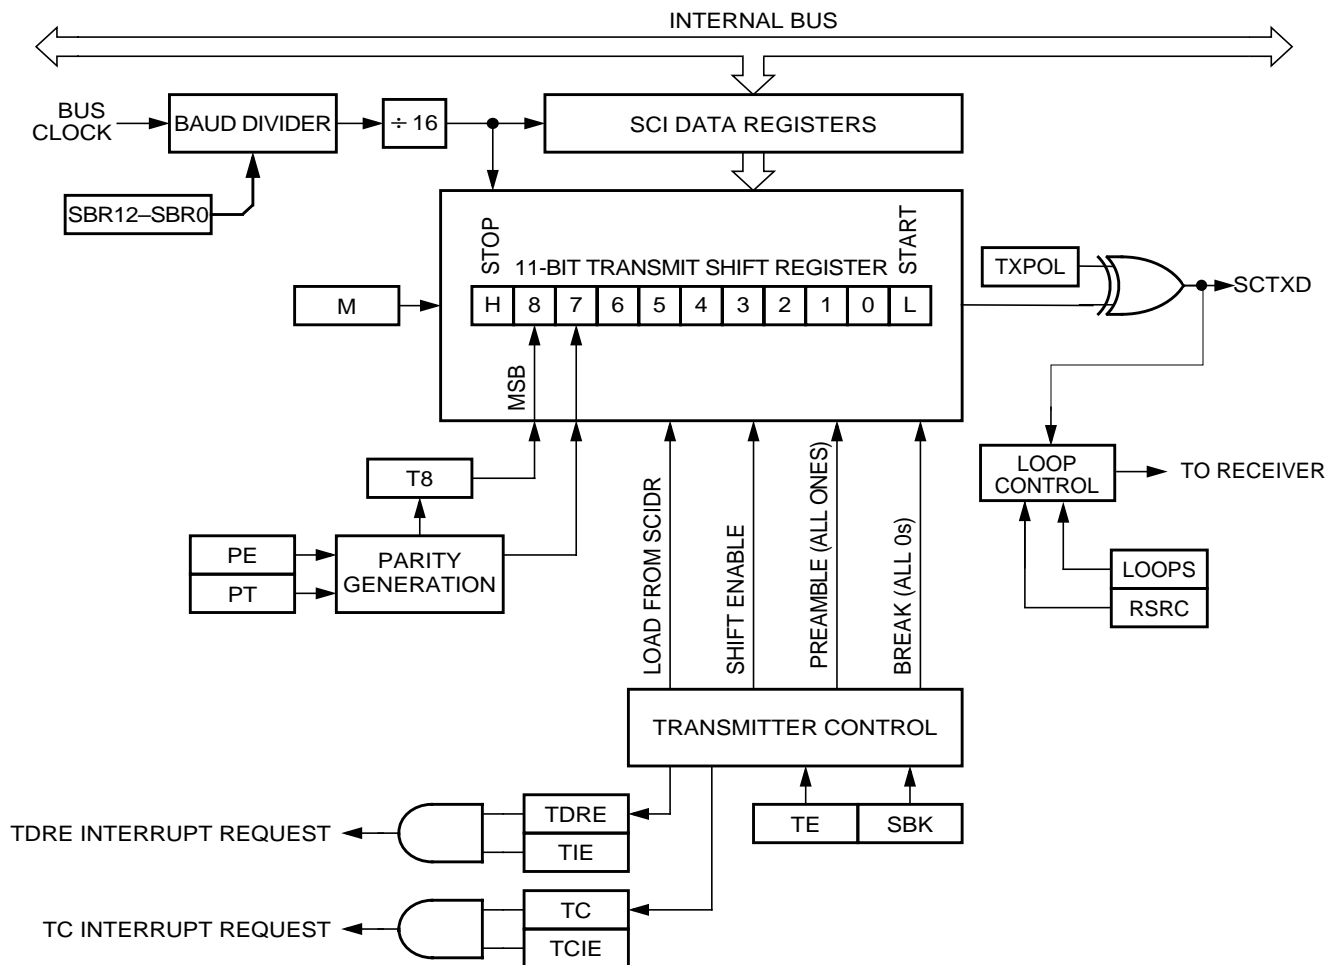 INTERNAL BUS
BUS
CLOCK
BAUD DIVIDER
÷ 16
SCI DATA REGISTERS
SBR12–SBR0
STOP
11-BIT TRANSMIT SHIFT REGISTER
START
H 8 7 6 5 4 3 2 1 0 L
M
TXPOL
SCTXD
MSB
T8
LOOP
CONTROL
TO RECEIVER
PE
PT
PARITY
GENERATION
LOAD FROM SCIDR
SHIFT ENABLE
PREAMBLE (ALL ONES)
BREAK (ALL 0s)
LOOPS
RSRC
TRANSMITTER CONTROL
TDRE INTERRUPT REQUEST
TDRE
TIE
TE
SBK
TC INTERRUPT REQUEST
TC
TCIE